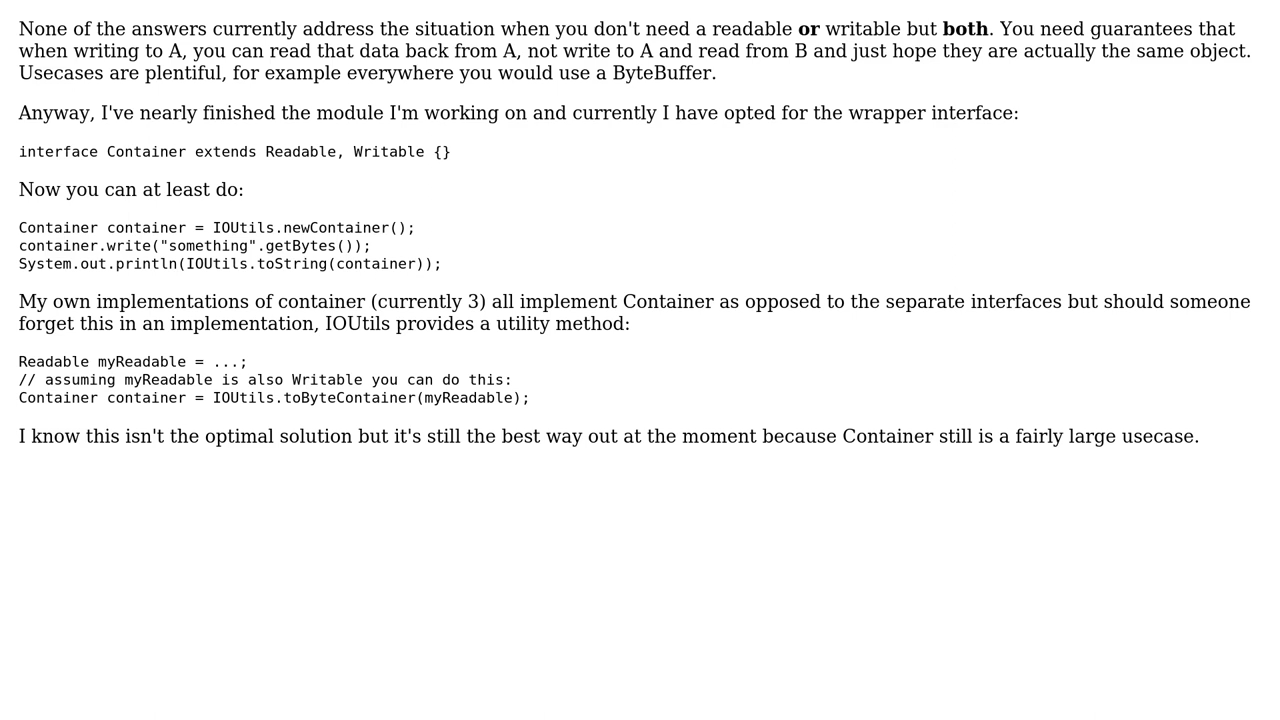 None of the answers currently address the situation when you don't need a readable or writable but both. You need guarantees that
when writing to A, you can read that data back from A, not write to A and read from B and just hope they are actually the same object.
Usecases are plentiful, for example everywhere you would use a ByteBuffer.
Anyway, I've nearly finished the module I'm working on and currently I have opted for the wrapper interface:
interface Container extends Readable, Writable {}
Now you can at least do:
Container container = IOUtils.newContainer();
container.write("something".getBytes());
System.out.println(IOUtils.toString(container));
My own implementations of container (currently 3) all implement Container as opposed to the separate interfaces but should someone
forget this in an implementation, IOUtils provides a utility method:
Readable myReadable = ...;
// assuming myReadable is also Writable you can do this:
Container container = IOUtils.toByteContainer(myReadable);
I know this isn't the optimal solution but it's still the best way out at the moment because Container still is a fairly large usecase.